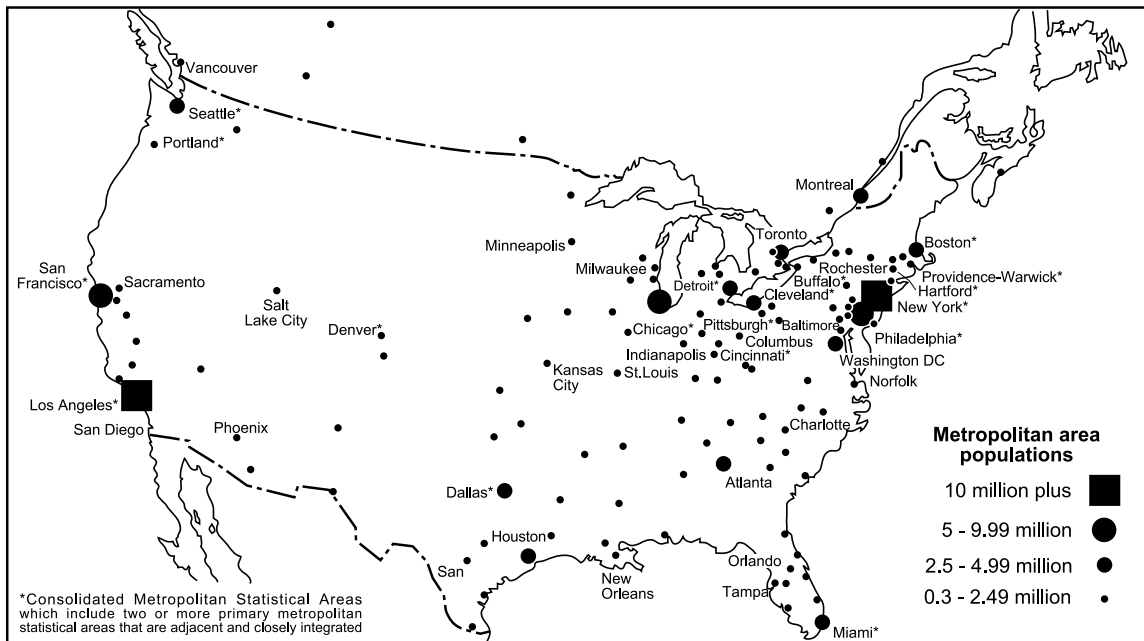 Vancouver
Seattle*
Portland*
Montreal
Minneapolis
Toronto
Boston*
Milwaukee
Rochester
Providence-Warwick*
San
Francisco*
Sacramento
Detroit*
Buffalo*
Hartford*
Cleveland*
New York*
Salt
Lake City
Denver*
Chicago*
Pittsburgh*
Baltimore
Philadelphia*
Columbus
Indianapolis
Cincinnati*
Washington DC
Kansas
City
St.Louis
Norfolk
Los Angeles*
San Diego
Phoenix
Charlotte
Atlanta
Dallas*
Houston
San
New
Orleans
Orlando
Tampa
Miami*
Metropolitan area
populations
10 million plus
5 - 9.99 million
2.5 - 4.99 million
0.3 - 2.49 million
*Consolidated Metropolitan Statistical Areas
which include two or more primary metropolitan
statistical areas that are adjacent and closely integrated